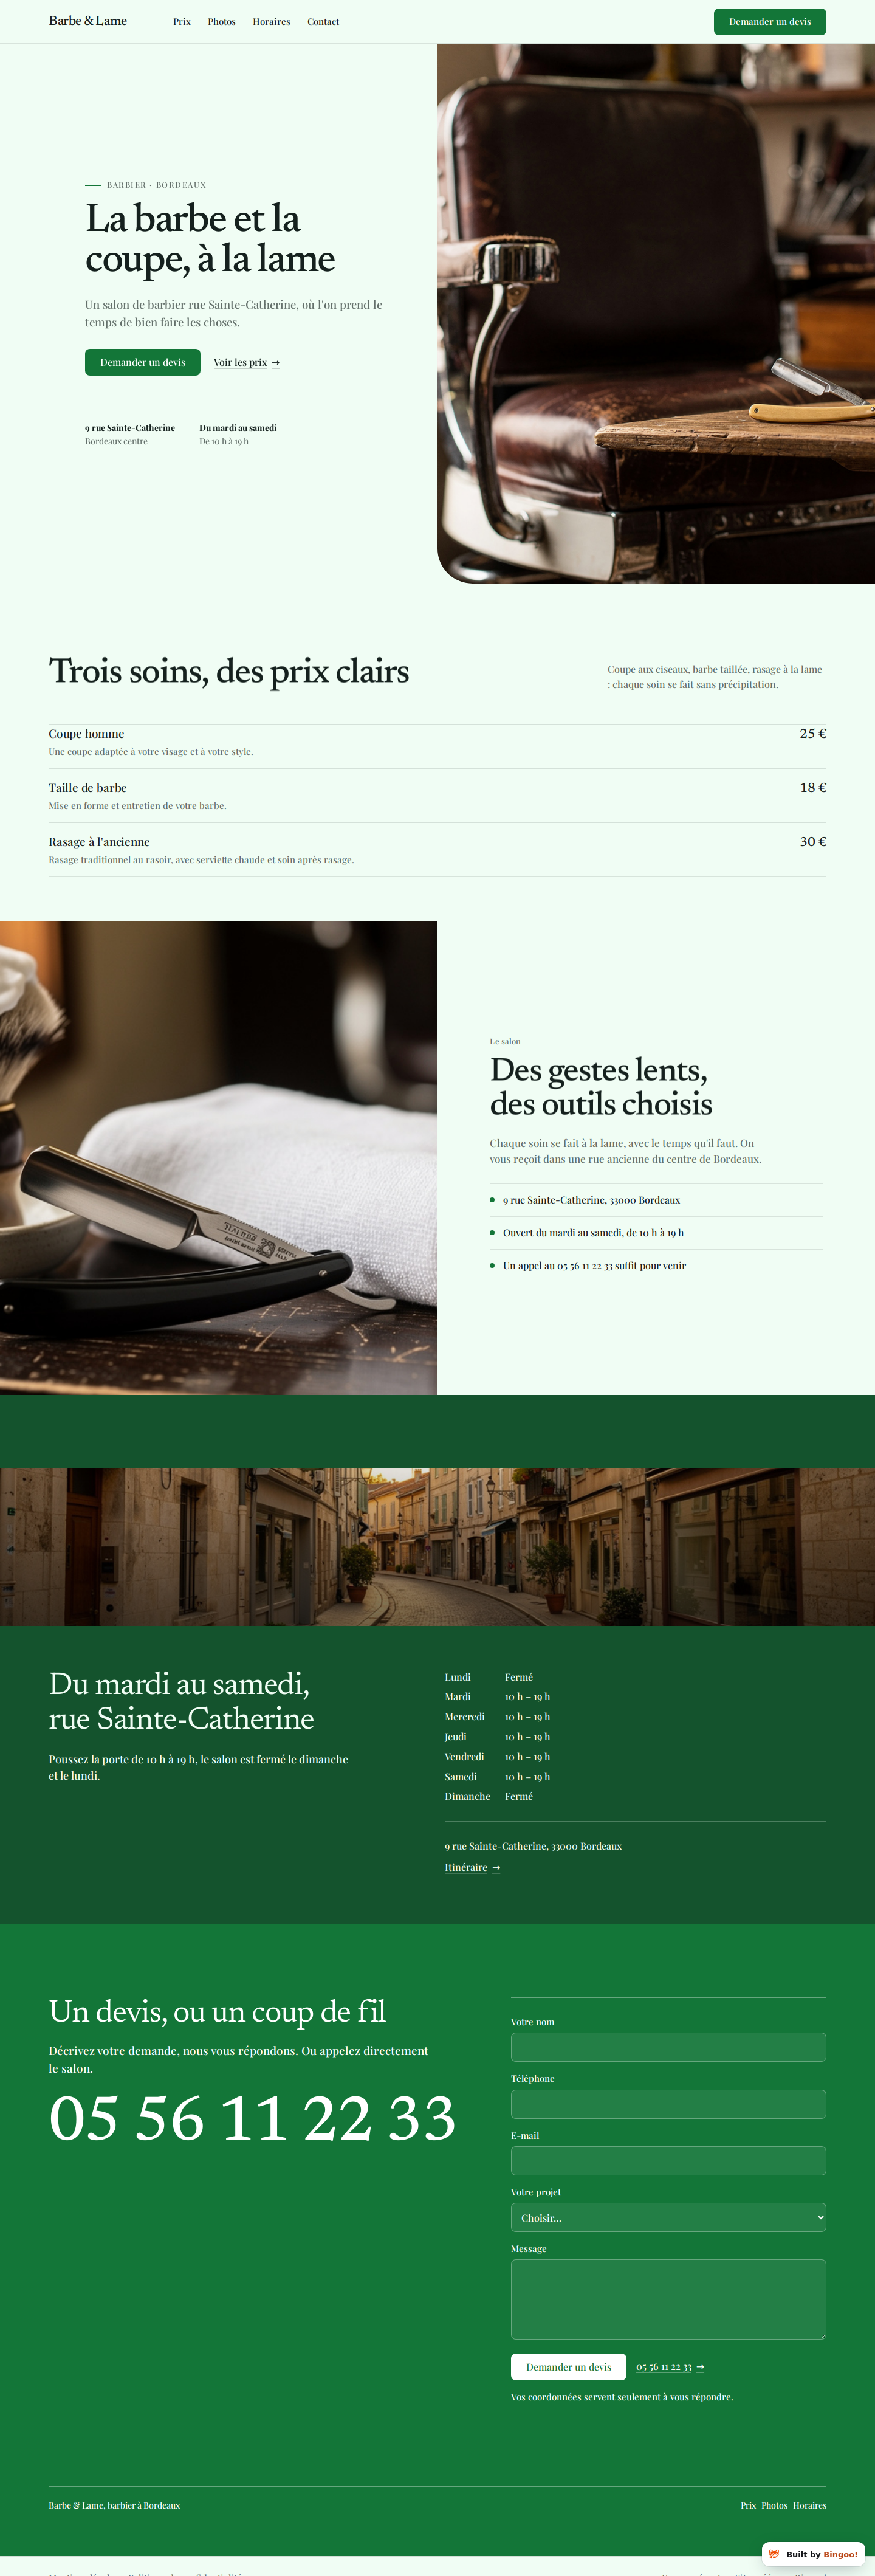 Barbe & Lame
Prix Photos Horaires Contact
Demander un devis
BARBIER · BORDEAUX
La barbe et la
coupe, à la lame
Un salon de barbier rue Sainte-Catherine, où l'on prend le
temps de bien faire les choses.
Demander un devis Voir les prix →
9 rue Sainte-Catherine
Bordeaux centre
Du mardi au samedi
De 10 h à 19 h
Trois soins, des prix clairs
Coupe aux ciseaux, barbe taillée, rasage à la lame
: chaque soin se fait sans précipitation.
Coupe homme 25 €
Une coupe adaptée à votre visage et à votre style.
Taille de barbe 18 €
Mise en forme et entretien de votre barbe.
Rasage à l'ancienne 30 €
Rasage traditionnel au rasoir, avec serviette chaude et soin après rasage.
Le salon
Des gestes lents,
des outils choisis
Chaque soin se fait à la lame, avec le temps qu'il faut. On
vous reçoit dans une rue ancienne du centre de Bordeaux.
9 rue Sainte-Catherine, 33000 Bordeaux
Ouvert du mardi au samedi, de 10 h à 19 h
Un appel au 05 56 11 22 33 suffit pour venir
Du mardi au samedi,
rue Sainte-Catherine
Poussez la porte de 10 h à 19 h, le salon est fermé le dimanche
et le lundi.
Lundi Fermé
Mardi 10 h – 19 h
Mercredi 10 h – 19 h
Jeudi 10 h – 19 h
Vendredi 10 h – 19 h
Samedi 10 h – 19 h
Dimanche Fermé
9 rue Sainte-Catherine, 33000 Bordeaux
Itinéraire →
Un devis, ou un coup de fil
Décrivez votre demande, nous vous répondons. Ou appelez directement
le salon.
05 56 11 22 33
Votre nom
Téléphone
E-mail
Votre projet
Choisir...
Message
Demander un devis 05 56 11 22 33 →
Vos coordonnées servent seulement à vous répondre.
Barbe & Lame, barbier à Bordeaux
Prix Photos Horaires
Built by Bingoo!